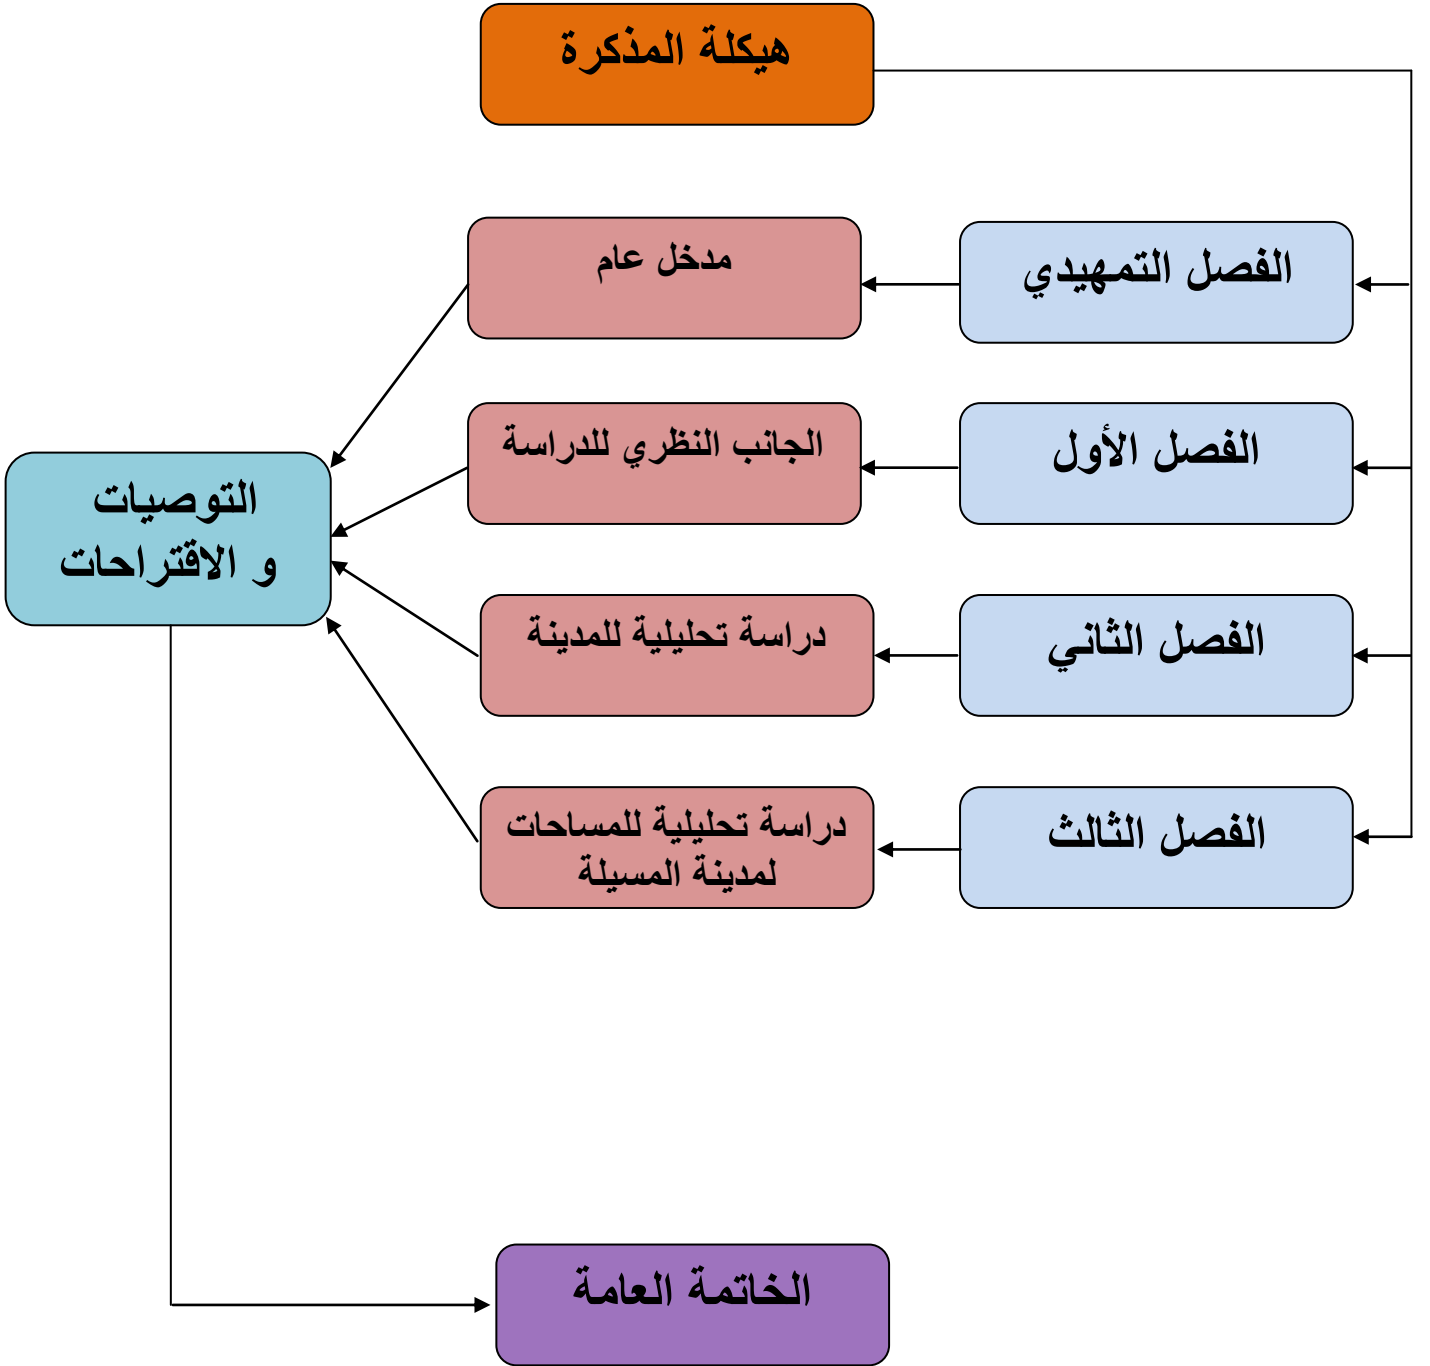 هيكلة المذكرة
الفصل التمهيدي
مدخل عام
الفصل الأول
الجانب النظري للدراسة
الفصل الثاني
دراسة تحليلية للمدينة
الفصل الثالث
دراسة تحليلية للمساحات
لمدينة المسيلة
التوصيات
و الاقتراحات
الخاتمة العامة